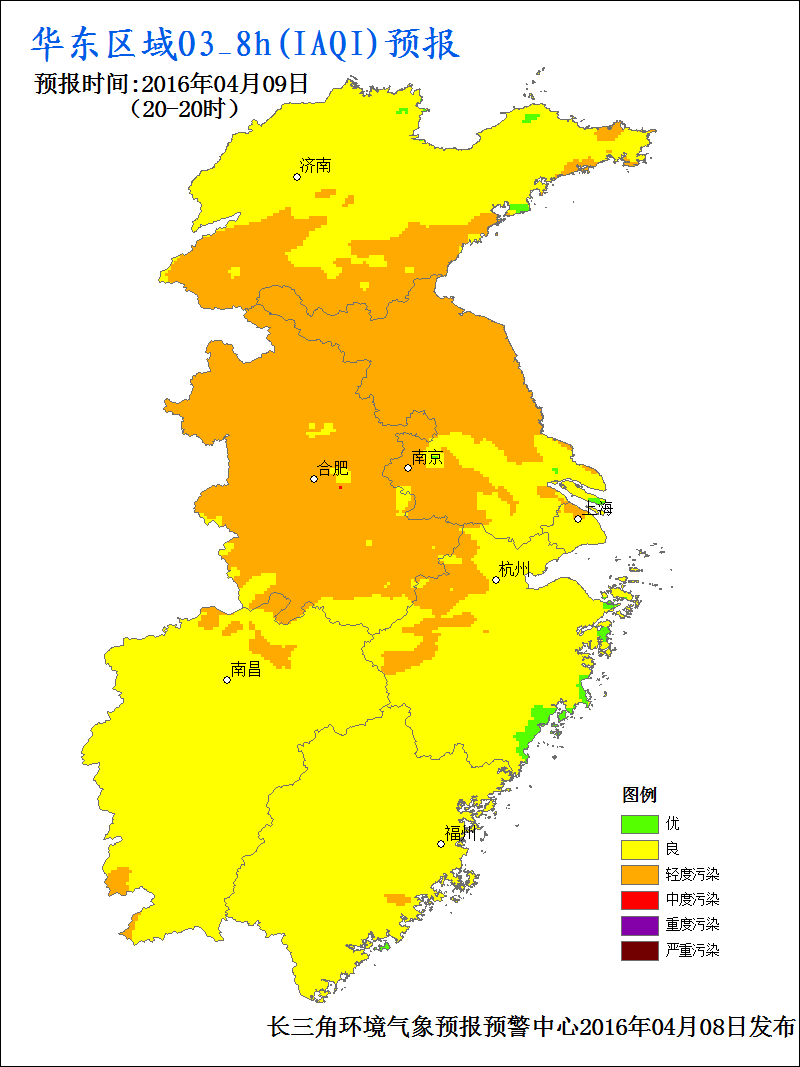 华东区域O3_8h(IAQI)预报
预报时间:2016年04月09日
（20-20时）
济南
合肥
南京
上海
杭州
南昌
福州
图例
优
良
轻度污染
中度污染
重度污染
严重污染
长三角环境气象预报预警中心2016年04月08日发布